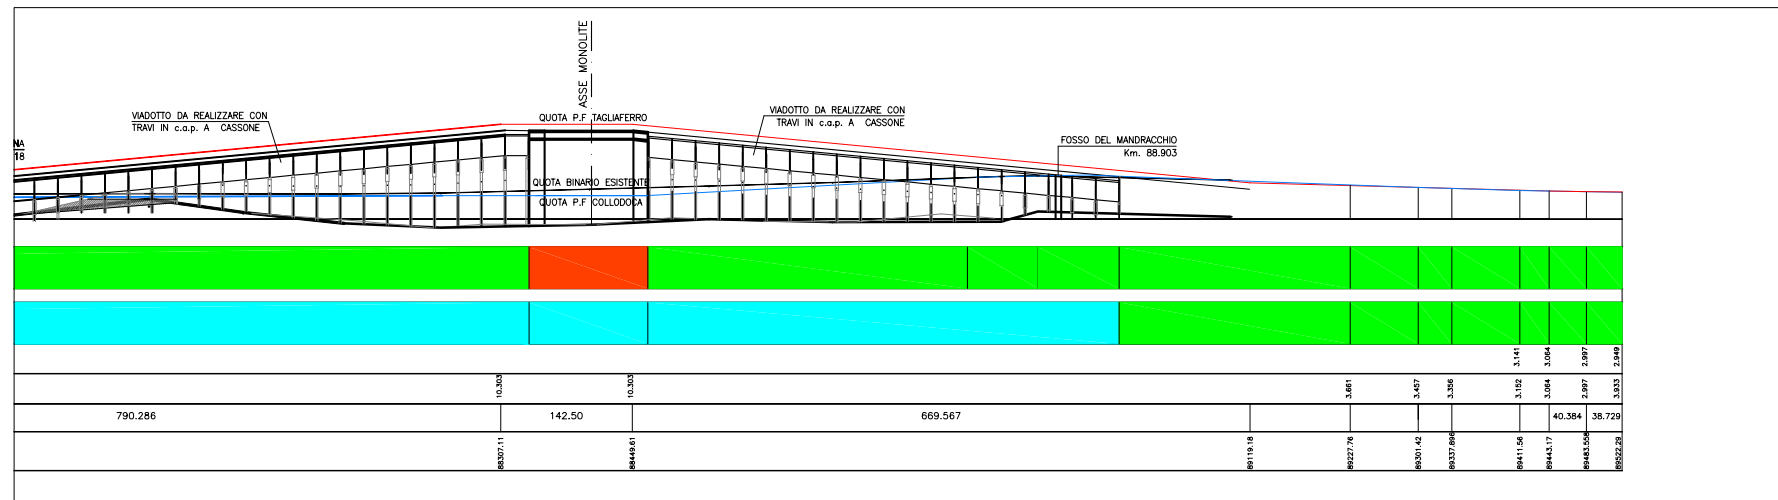 ASSE MONOLITE
VIADOTTO DA REALIZZARE CON
TRAVI IN c.a.p. A CASSONE
QUOTA P.F TAGLIAFERRO
VIADOTTO DA REALIZZARE CON
TRAVI IN c.a.p. A CASSONE
NA
18
FOSSO DEL MANDRACCHIO
Km. 88.903
QUOTA BINARIO ESISTENTE
QUOTA P.F COLLODOCA
3.141
3.064
2.997
2.949
10.303
10.303
3.661
3.457
3.356
3.152
3.064
2.997
3.933
790.286
142.50
669.567
40.384
38.729
88307.11
88449.61
89119.18
89227.76
89301.42
89337.896
89411.56
89443.17
89483.558
89522.29